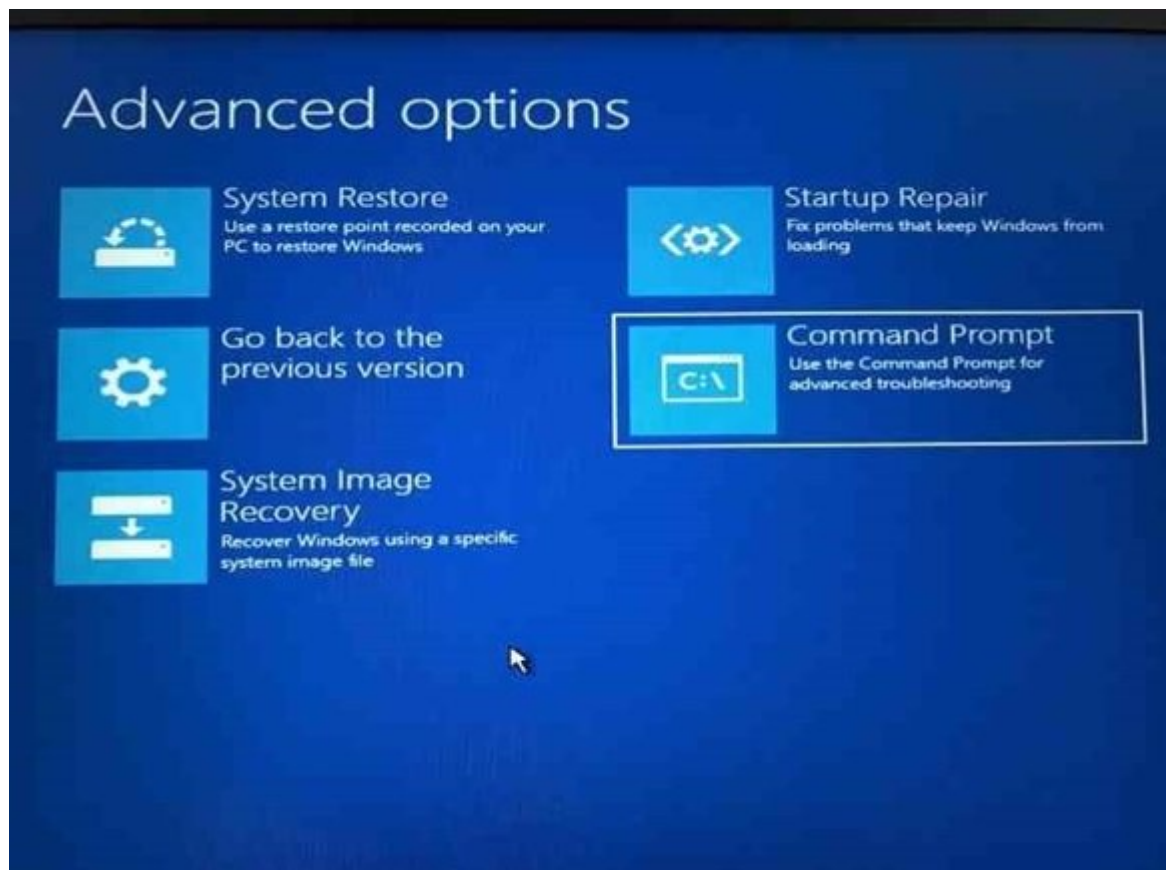 Advanced options
System Restore
Use a restore point recorded on your
PC to restore Windows
Go back to the
previous version
System Image
Recovery
Recover Windows using a specific
system image file
Startup Repair
Fix problems that keep Windows from
loading
C:\
Command Prompt
Use the Command Prompt for
advanced troubleshooting